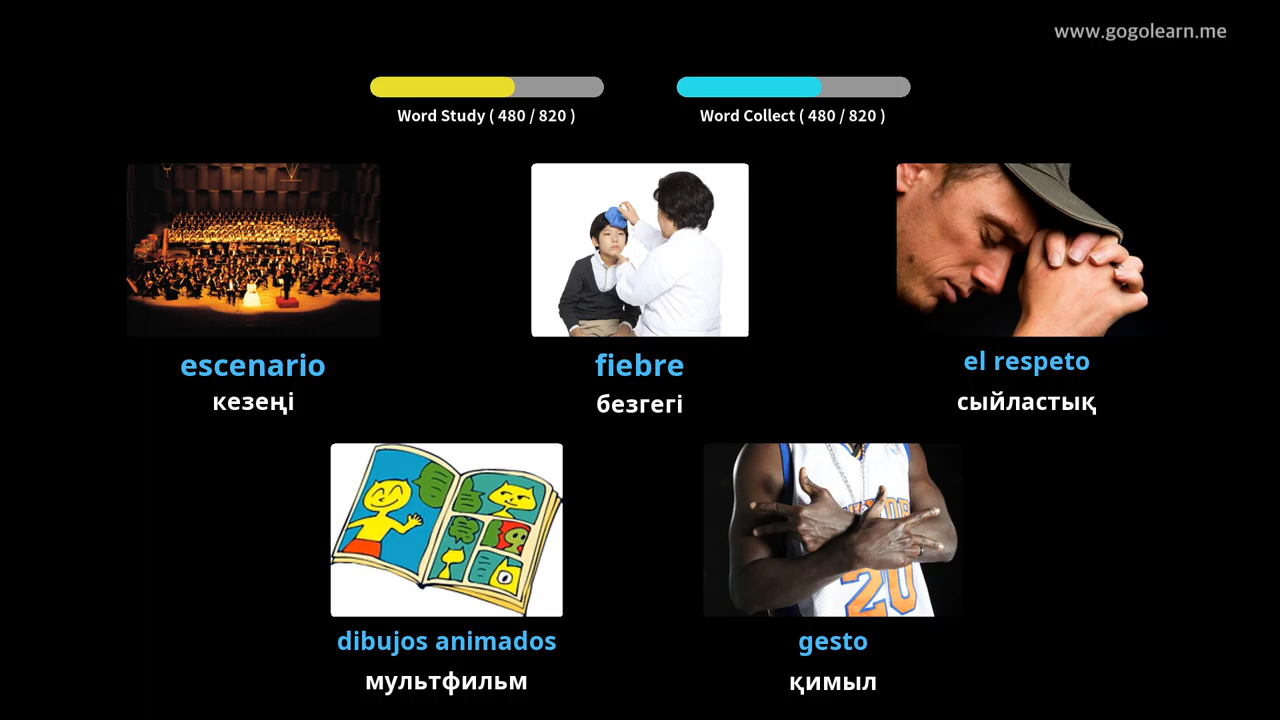 www.gogolearn.me
Word Study ( 480 / 820 )
Word Collect ( 480 / 820 )
escenario
кезеңі
fiebre
безгегі
el respeto
сыйластық
dibujos animados
мультфильм
gesto
қимыл
20